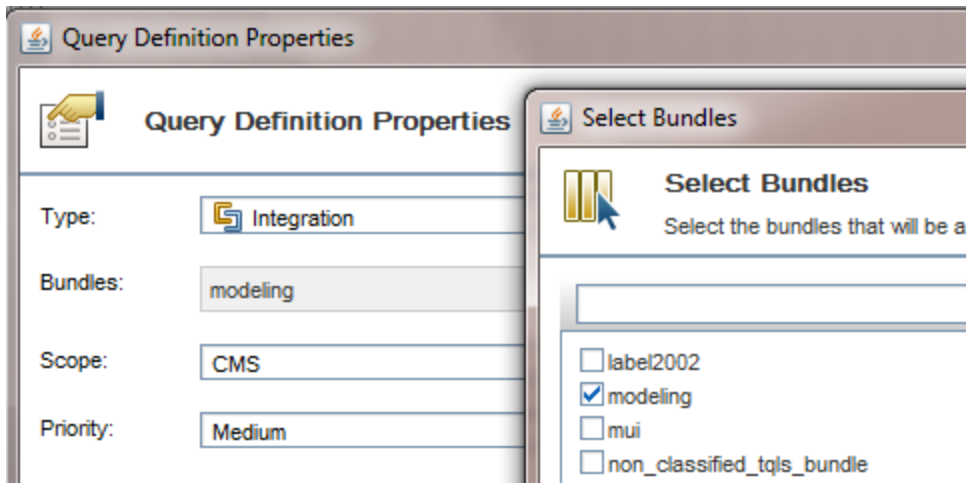 Query Definition Properties
Query Definition Properties
Type:
Integration
Bundles:
modeling
Scope:
CMS
Priority:
Medium
Select Bundles
Select Bundles
Select the bundles that will be a
label2002
modeling
mui
non_classified_tqls_bundle